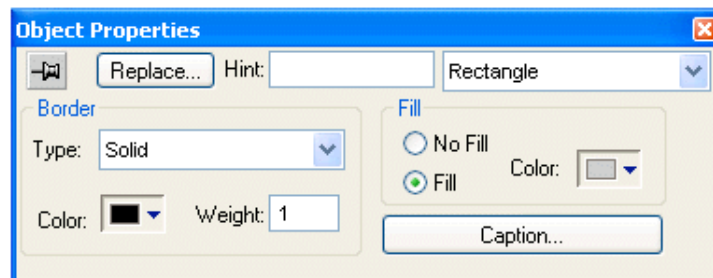 Object Properties
Replace... Hint: Rectangle
Border
Type: Solid
Color: Weight: 1
Fill
No Fill
Fill
Color:
Caption...